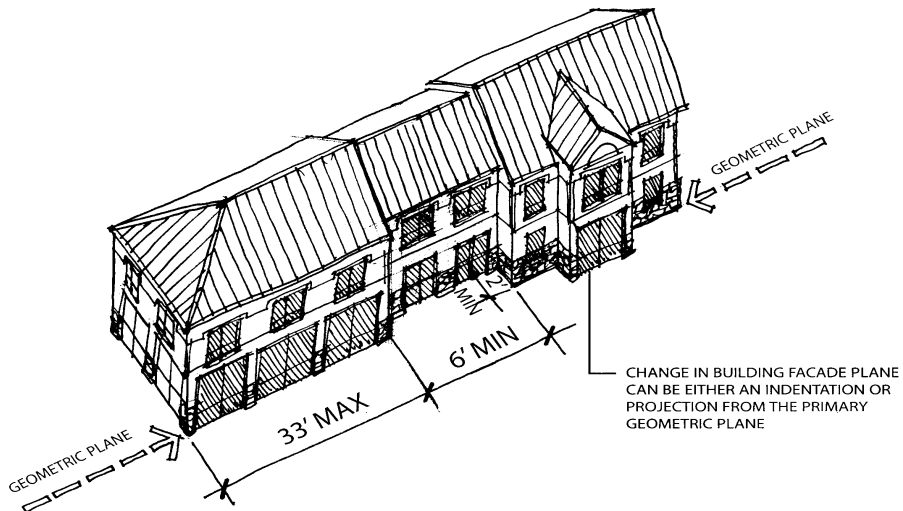 GEOMETRIC PLANE
2'
MIN
6' MIN
33' MAX
CHANGE IN BUILDING FACADE PLANE
CAN BE EITHER AN INDENTATION OR
PROJECTION FROM THE PRIMARY
GEOMETRIC PLANE
GEOMETRIC PLANE